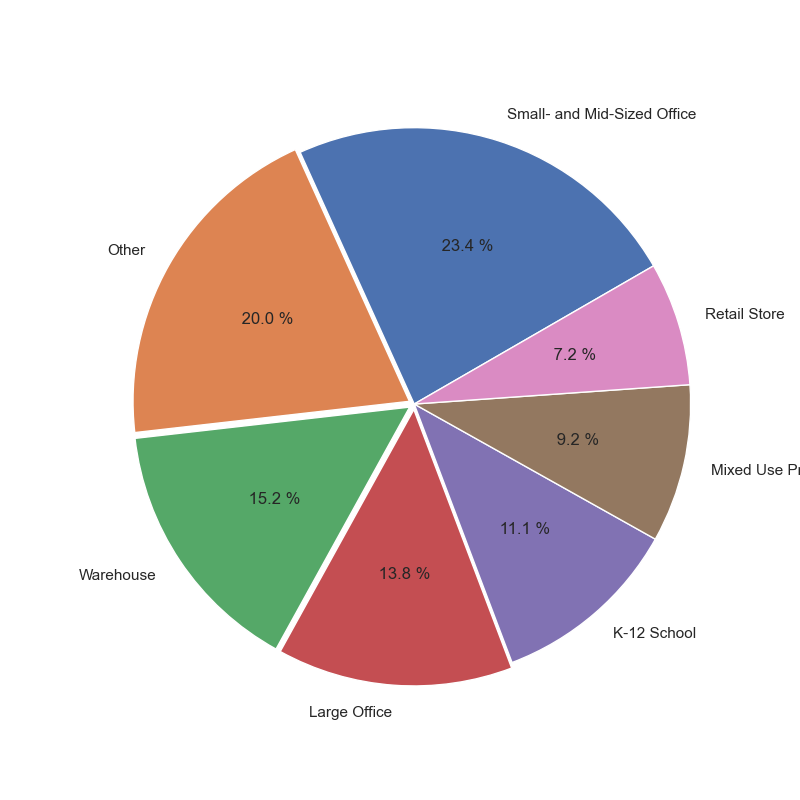 Small- and Mid-Sized Office
23.4 %
Other
20.0 %
Retail Store
7.2 %
9.2 %
Mixed Use
15.2 %
11.1 %
Warehouse
13.8 %
K-12 School
Large Office